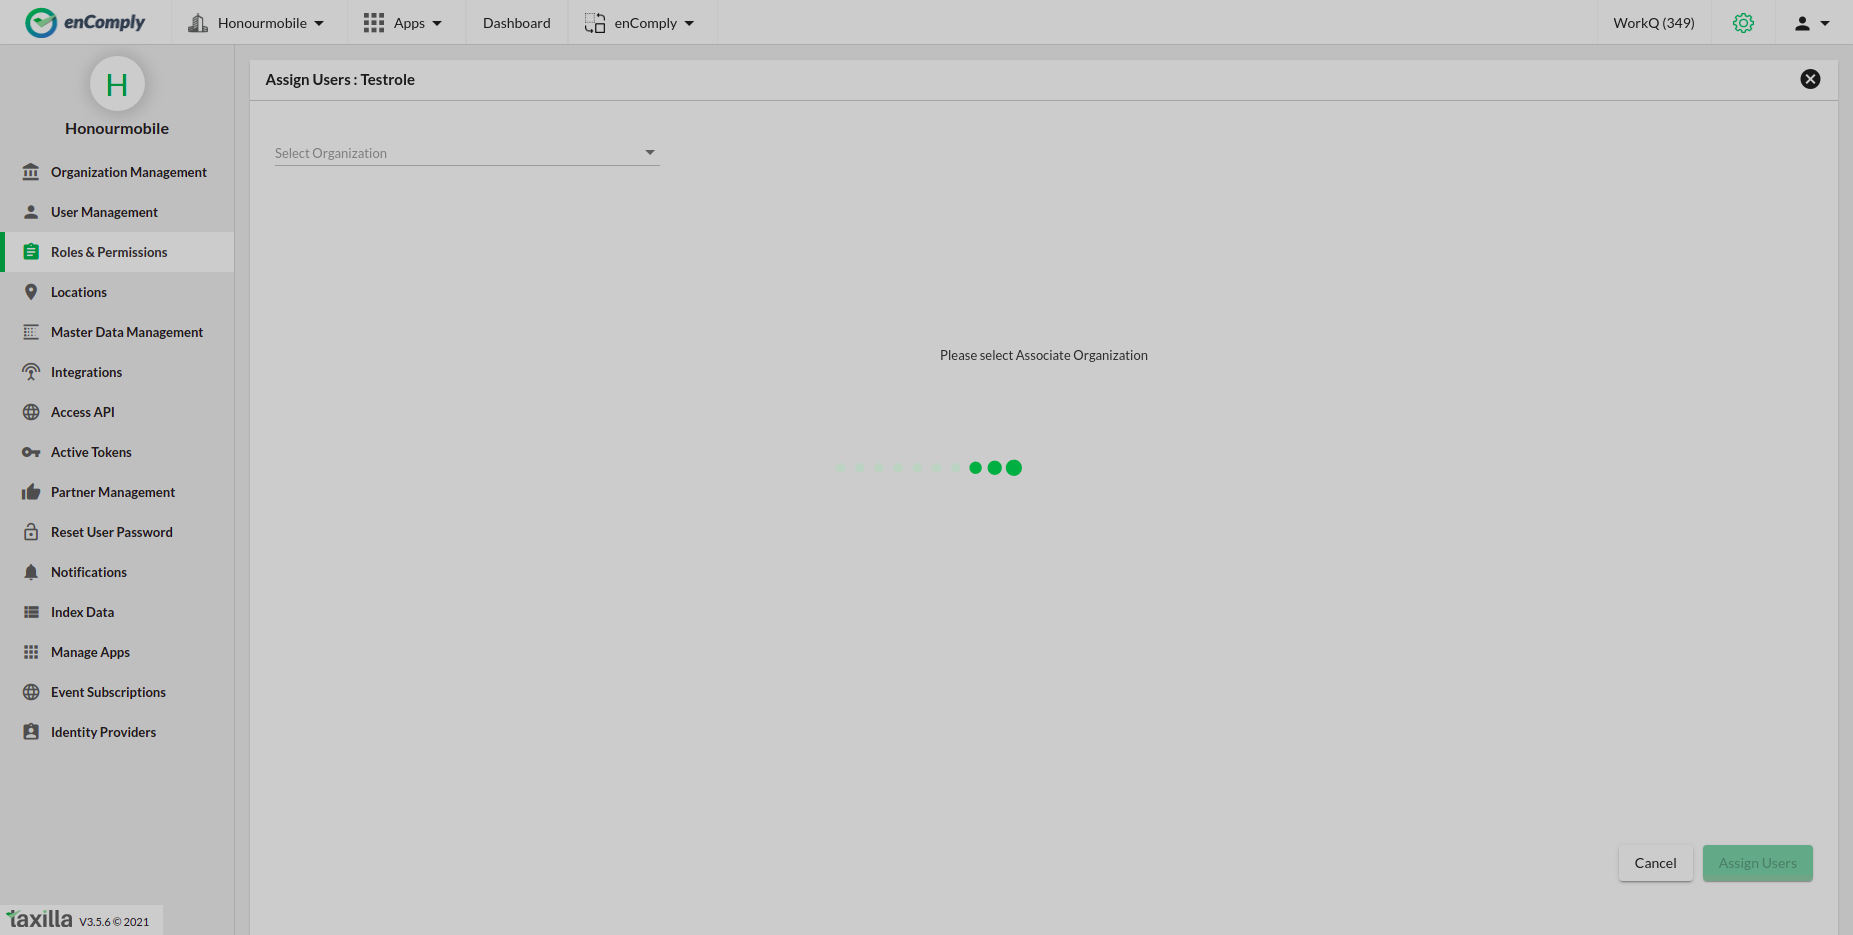 enComply
Honourmobile
Apps
Dashboard
enComply
WorkQ (349)
H
Honourmobile
Organization Management
User Management
Roles & Permissions
Locations
Master Data Management
Integrations
Access API
Active Tokens
Partner Management
Reset User Password
Notifications
Index Data
Manage Apps
Event Subscriptions
Identity Providers
taxilla V3.5.6 © 2021
Assign Users : Testrole
Select Organization
Please select Associate Organization
Cancel
Assign Users